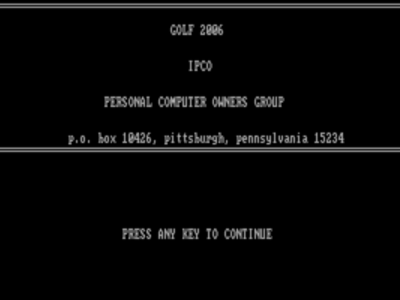 GOLF 2006
IPCO
PERSONAL COMPUTER OWNERS GROUP
p.o. box 10426, pittsburgh, pennsylvania 15234
PRESS ANY KEY TO CONTINUE